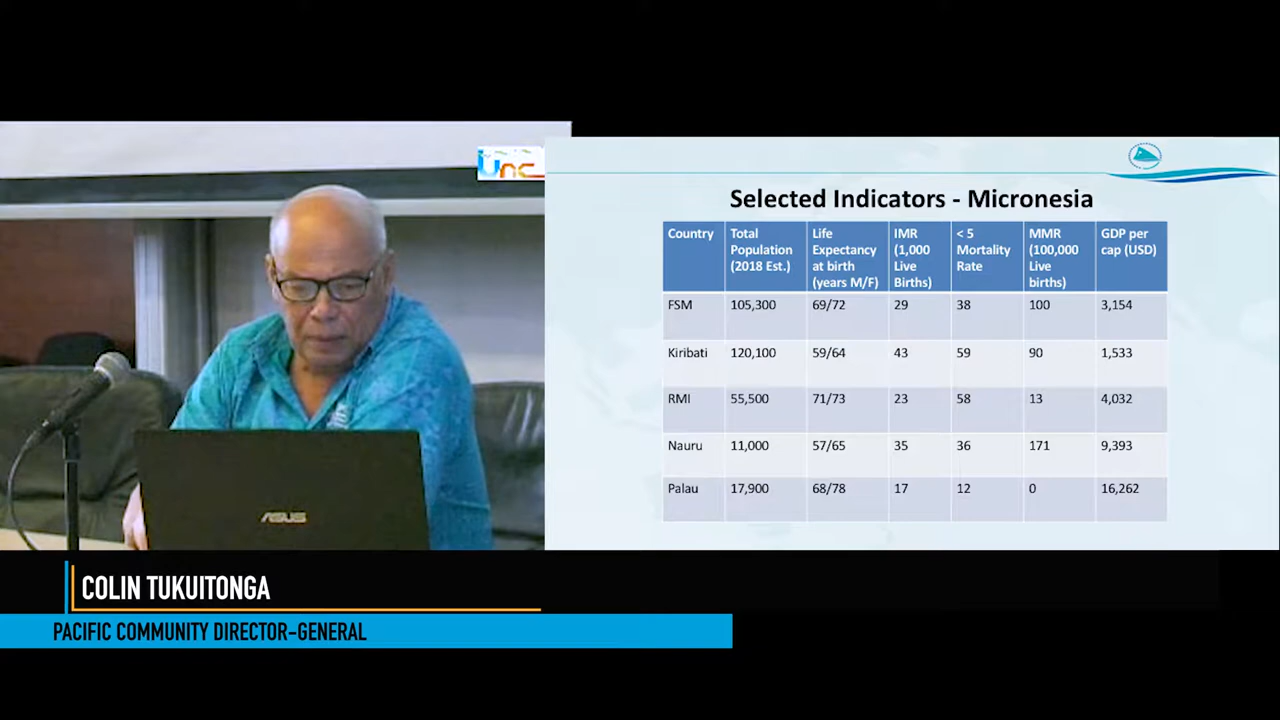 Unc
Selected Indicators - Micronesia
Country
Total
Population
(2018 Est.)
Life
Expectancy
at birth
(years M/F)
IMR
(1,000
Live
Births)
< 5
Mortality
Rate
MMR
(100,000
Live
births)
GDP per
cap (USD)
FSM 105,300 69/72 29 38 100 3,154
Kiribati 120,100 59/64 43 59 90 1,533
RMI 55,500 71/73 23 58 13 4,032
Nauru 11,000 57/65 35 36 171 9,393
Palau 17,900 68/78 17 12 0 16,262
ASUS
COLIN TUKUITONGA
PACIFIC COMMUNITY DIRECTOR-GENERAL